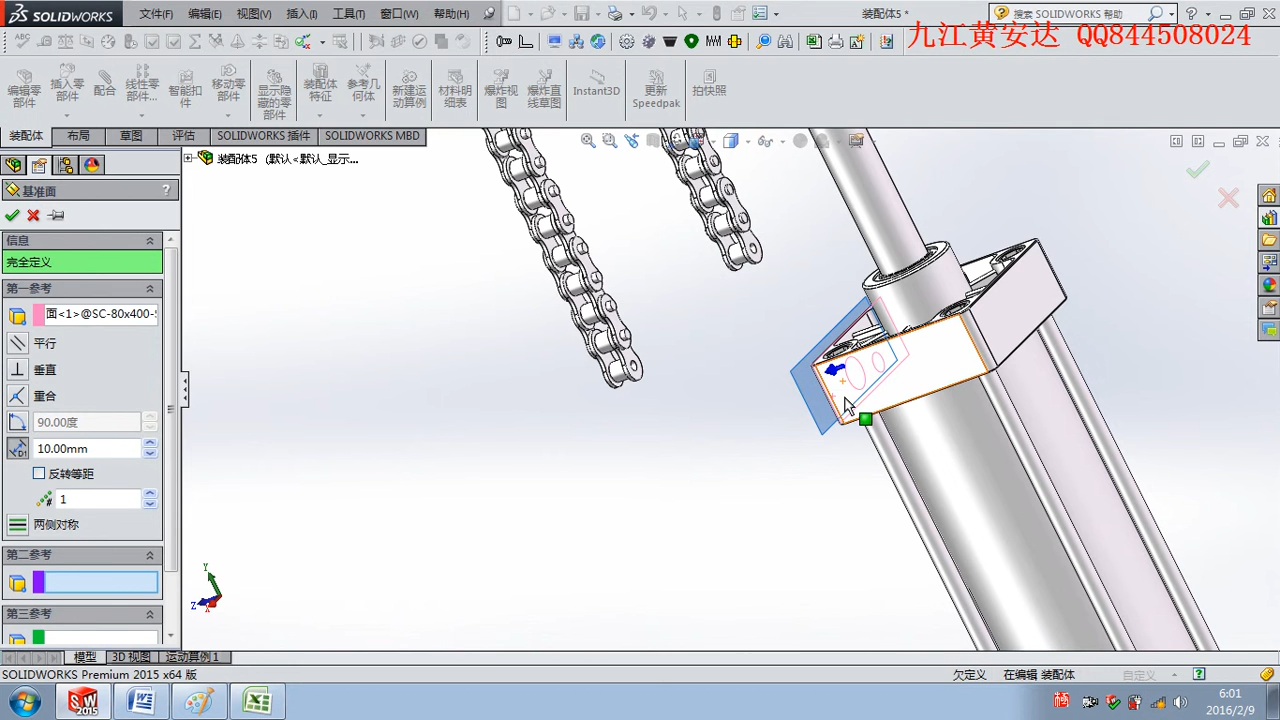 SOLIDWORKS 文件(F) 编辑(E) 视图(V) 插入(I) 工具(T) 窗口(W) 帮助(H) 装配体5 * 搜索 SOLIDWORKS 帮助
九江黄安达 QQ844508024
编辑零部件 插入零部件 配合 线性零部件... 智能扣件 移动零部件 显示隐藏的零部件 装配体特征 参考几何体 新建运动算例 材料明细表 爆炸视图 爆炸直线草图 Instant3D 更新 Speedpak 拍快照
装配体 布局 草图 评估 SOLIDWORKS 插件 SOLIDWORKS MBD
装配体5 (默认<默认_显示...
基准面 ?
信息
完全定义
第一参考
面<1>@SC-80x400-
平行
垂直
重合
90.00度
10.00mm
反转等距
1
两侧对称
第二参考
第三参考
Y
Z X
模型 3D 视图 运动算例1
SOLIDWORKS Premium 2015 x64 版 欠定义 在编辑 装配体 自定义
6:01
2016/2/9